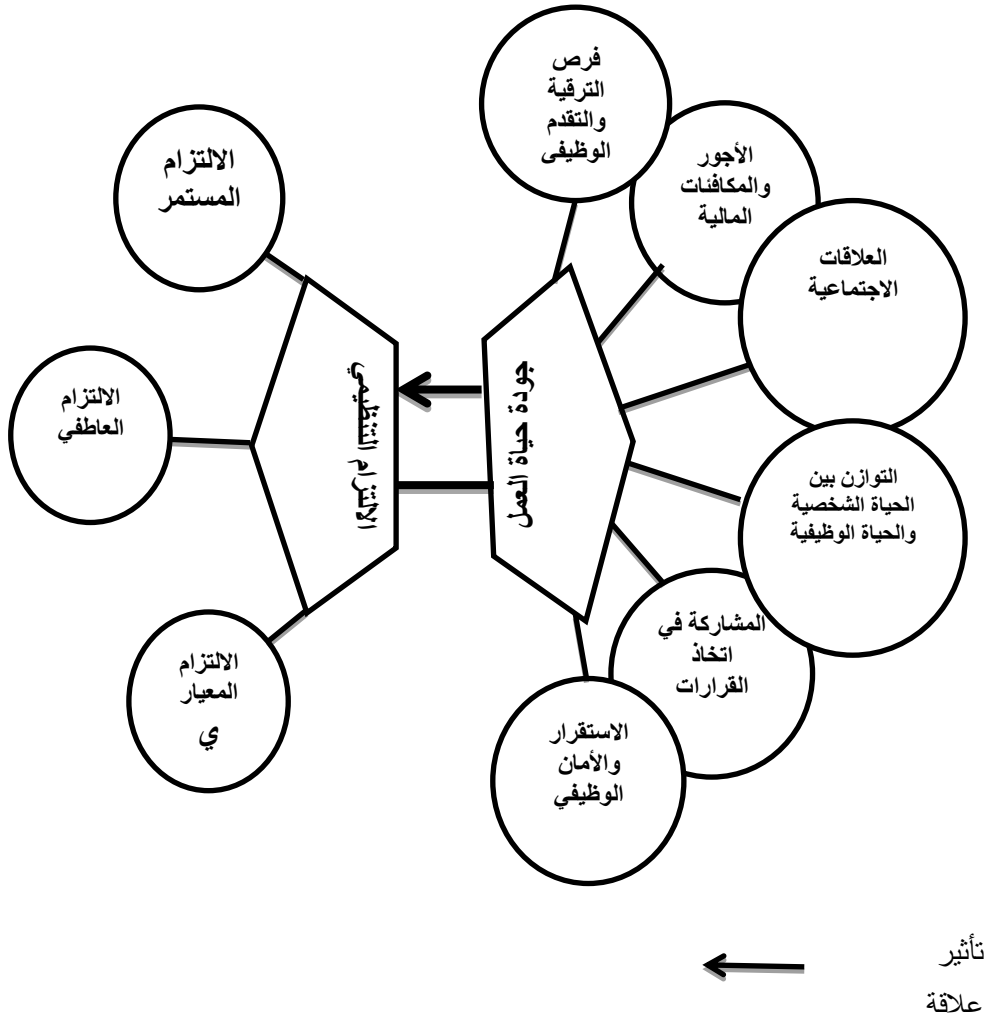 فرص
الترقية
والتقدم
الوظيفى
الأجور
والمكافئات
المالية
العلاقات
الاجتماعية
التوازن بين
الحياة الشخصية
والحياة الوظيفية
المشاركة في
اتخاذ
القرارات
الاستقرار
والأمان
الوظيفي
جودة حياة العمل
الالتزام التنظيمي
الالتزام
المستمر
الالتزام
العاطفي
الالتزام
المعيار
ي
تأثير
علاقة